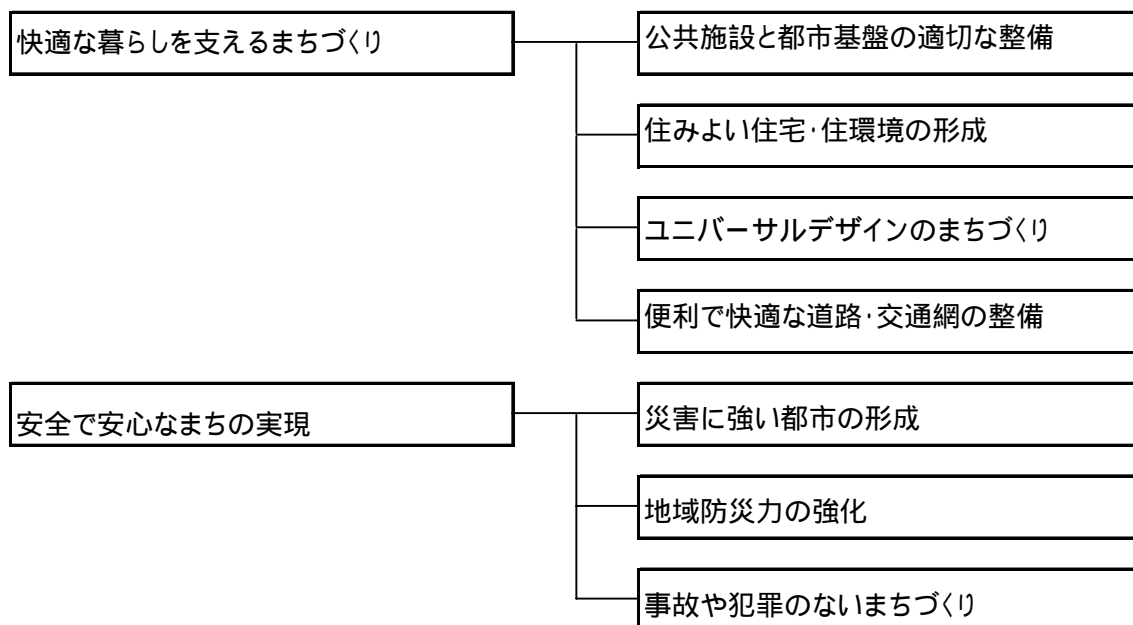 快適な暮らしを支えるまちづくり
公共施設と都市基盤の適切な整備
住みよい住宅・住環境の形成
ユニバーサルデザインのまちづくり
便利で快適な道路・交通網の整備
安全で安心なまちの実現
災害に強い都市の形成
地域防災力の強化
事故や犯罪のないまちづくり